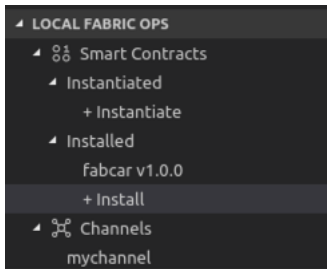 LOCAL FABRIC OPS
Smart Contracts
Instantiated
+ Instantiate
Installed
fabcar v1.0.0
+ Install
Channels
mychannel